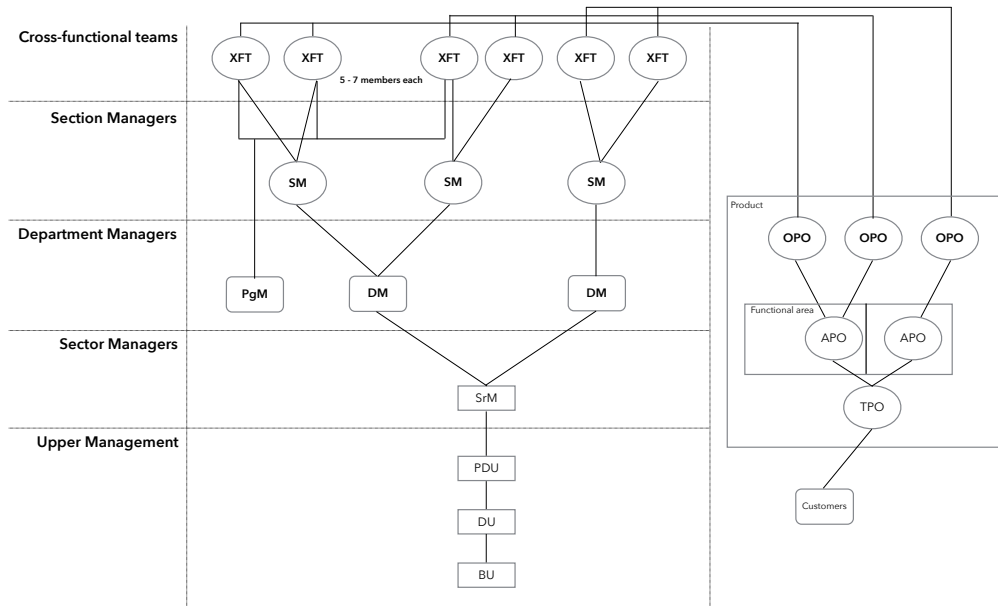 Cross-functional teams
XFT
XFT
XFT
XFT
XFT
XFT
5 - 7 members each
Section Managers
SM
SM
SM
Product
Department Managers
OPO
OPO
OPO
PgM
DM
DM
Functional area
Sector Managers
APO
APO
SrM
TPO
Upper Management
PDU
Customers
DU
BU